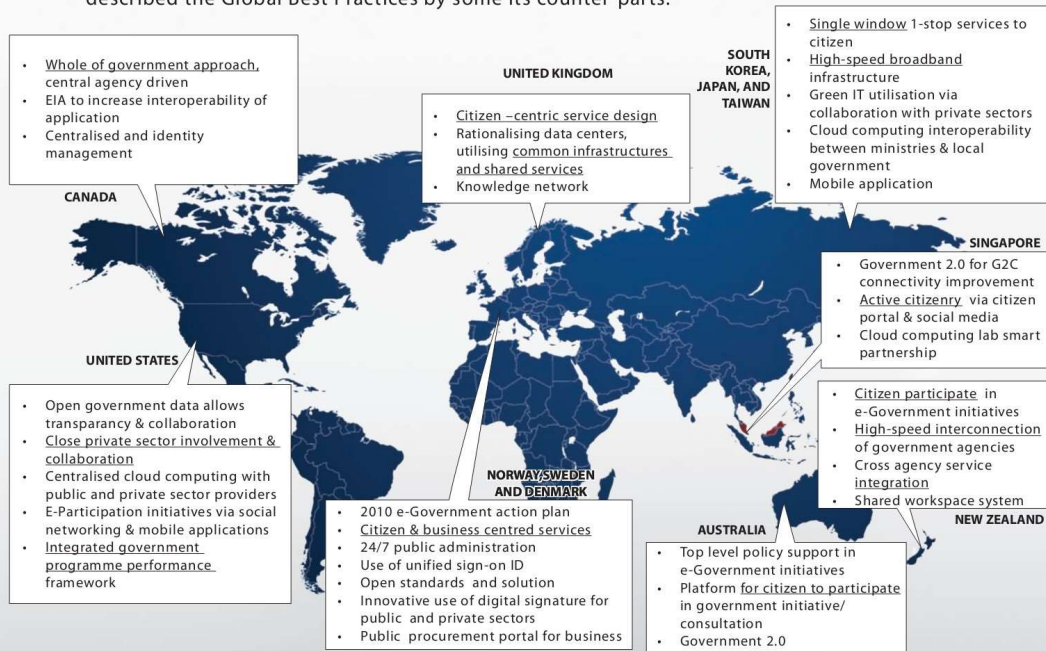 described the Global Best Practices by some its counter-parts.
• Whole of government approach,
central agency driven
• EIA to increase interoperability of
application
• Centralised and identity
management
CANADA
UNITED KINGDOM
• Citizen –centric service design
• Rationalising data centers,
utilising common infrastructures
and shared services
• Knowledge network
SOUTH
KOREA,
JAPAN, AND
TAIWAN
• Single window 1-stop services to
citizen
• High-speed broadband
infrastructure
• Green IT utilisation via
collaboration with private sectors
• Cloud computing interoperability
between ministries & local
government
• Mobile application
SINGAPORE
• Government 2.0 for G2C
connectivity improvement
• Active citizenry via citizen
portal & social media
• Cloud computing lab smart
partnership
UNITED STATES
• Open government data allows
transparancy & collaboration
• Close private sector involvement &
collaboration
• Centralised cloud computing with
public and private sector providers
• E-Participation initiatives via social
networking & mobile applications
• Integrated government
programme performance
framework
NORWAY,SWEDEN
AND DENMARK
• 2010 e-Government action plan
• Citizen & business centred services
• 24/7 public administration
• Use of unified sign-on ID
• Open standards and solution
• Innovative use of digital signature for
public and private sectors
• Public procurement portal for business
• Citizen participate in
e-Government initiatives
• High-speed interconnection
of government agencies
• Cross agency service
integration
• Shared workspace system
NEW ZEALAND
AUSTRALIA
• Top level policy support in
e-Government initiatives
• Platform for citizen to participate
in government initiative/
consultation
• Government 2.0